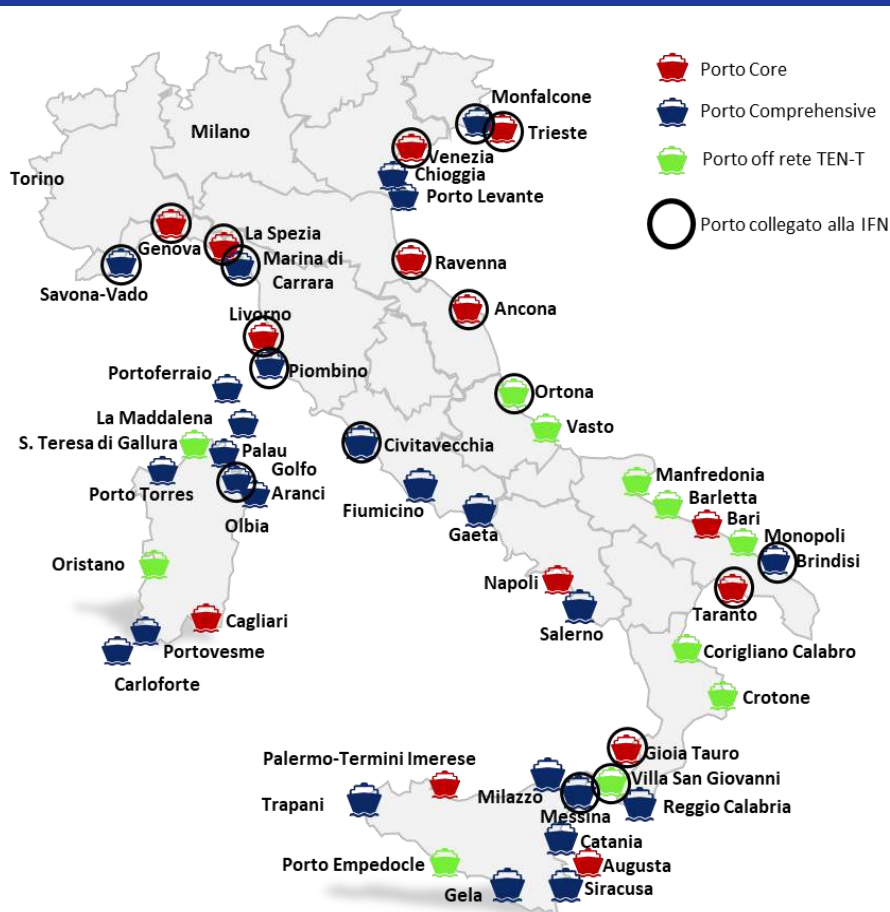 Monfalcone
Porto Core
Milano
Porto Comprehensive
Trieste
Venezia
Chioggia
Porto off rete TEN-T
Torino
Porto Levante
Porto collegato alla IFN
Genova
La Spezia
Marina di
Carrara
Ravenna
Savona-Vado
Ancona
Livorno
Portoferraio
Piombino
Ortona
La Maddalena
Vasto
S. Teresa di Gallura
Palau
Civitavecchia
Golfo
Aranci
Porto Torres
Olbia
Fiumicino
Gaeta
Manfredonia
Barletta
Bari
Monopoli
Brindisi
Oristano
Napoli
Taranto
Salerno
Cagliari
Portovesme
Carloforte
Corigliano Calabro
Crotone
Gioia Tauro
Palermo-Termini Imerese
Villa San Giovanni
Milazzo
Trapani
Messina
Reggio Calabria
Catania
Porto Empedocle
Augusta
Gela
Siracusa